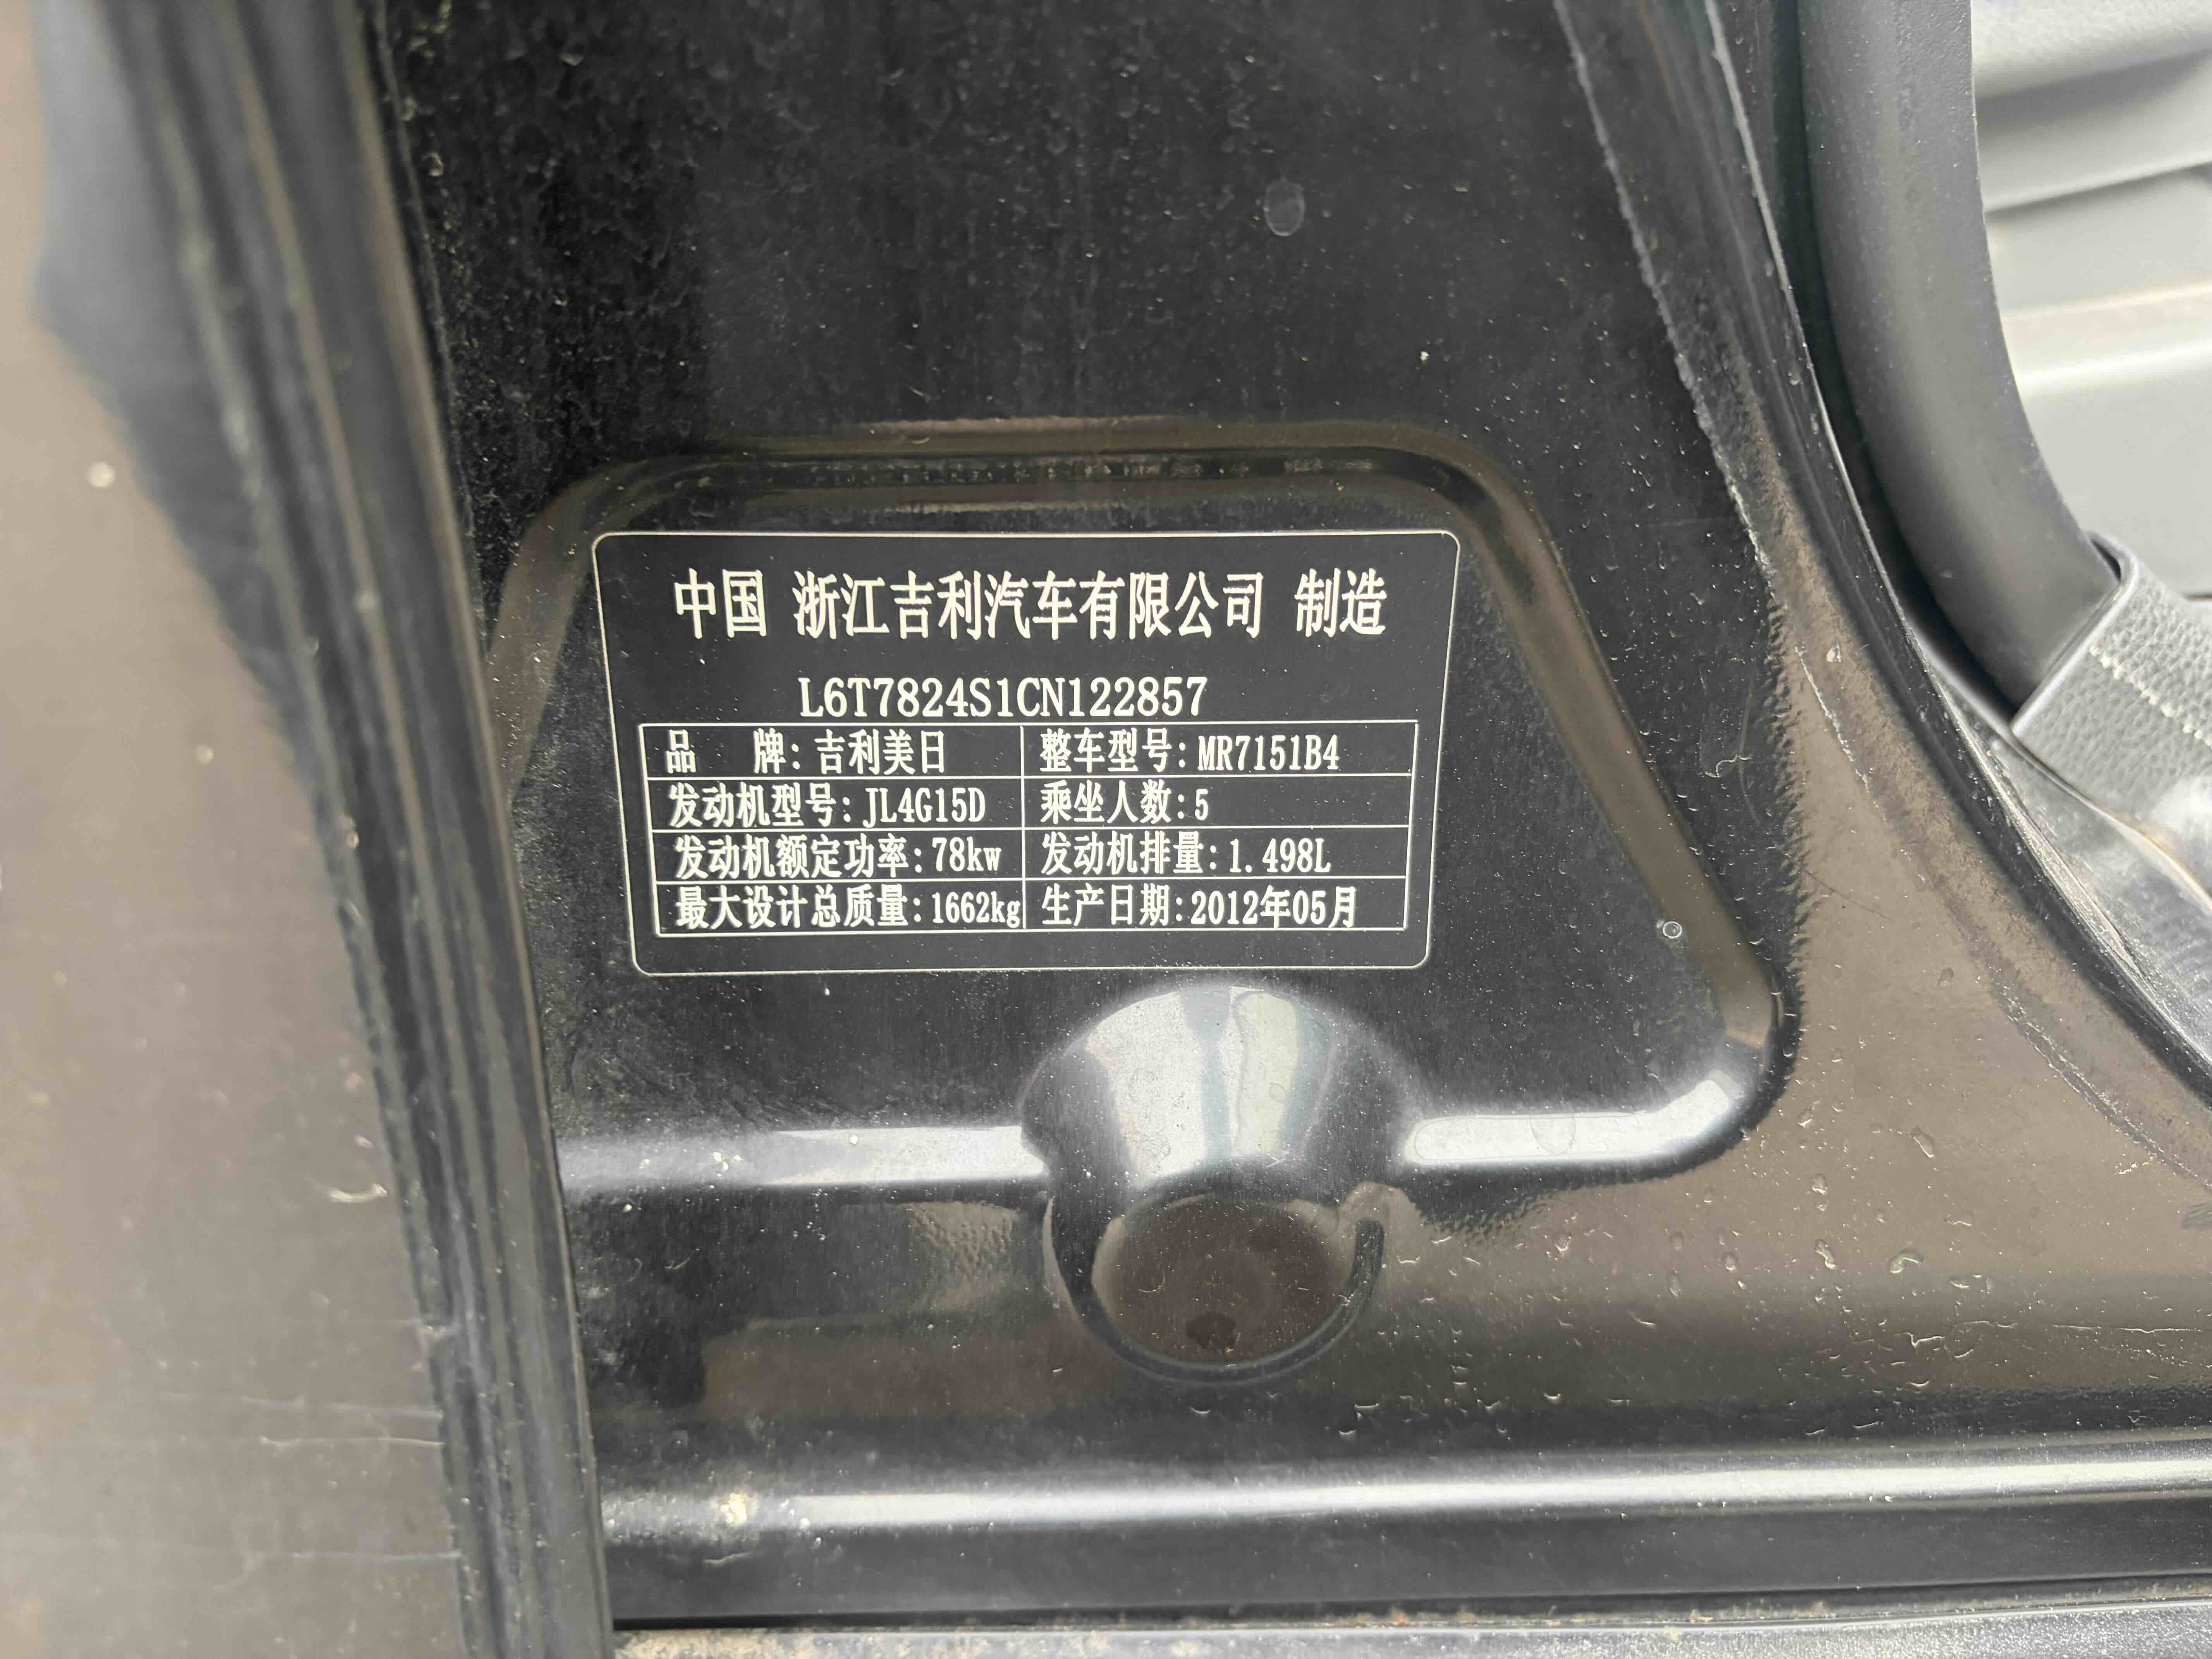 中国 浙江吉利汽车有限公司 制造
L6T7824S1CN122857
品 牌: 吉利美日 整车型号: MR7151B4
发动机型号: JL4G15D 乘坐人数: 5
发动机额定功率: 78kw 发动机排量: 1.498L
最大设计总质量: 1662kg 生产日期: 2012年05月